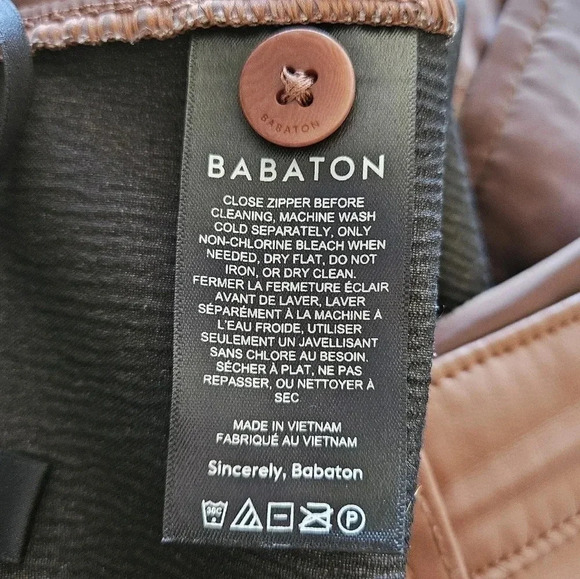 BABATON
BABATON
CLOSE ZIPPER BEFORE
CLEANING, MACHINE WASH
COLD SEPARATELY, ONLY
NON-CHLORINE BLEACH WHEN
NEEDED, DRY FLAT, DO NOT
IRON, OR DRY CLEAN.
FERMER LA FERMETURE ÉCLAIR
AVANT DE LAVER, LAVER
SÉPARÉMENT À LA MACHINE À
L'EAU FROIDE, UTILISER
SEULEMENT UN JAVELLISANT
SANS CHLORE AU BESOIN.
SÉCHER À PLAT, NE PAS
REPASSER, OU NETTOYER À
SEC
MADE IN VIETNAM
FABRIQUÉ AU VIETNAM
Sincerely, Babaton
30C P